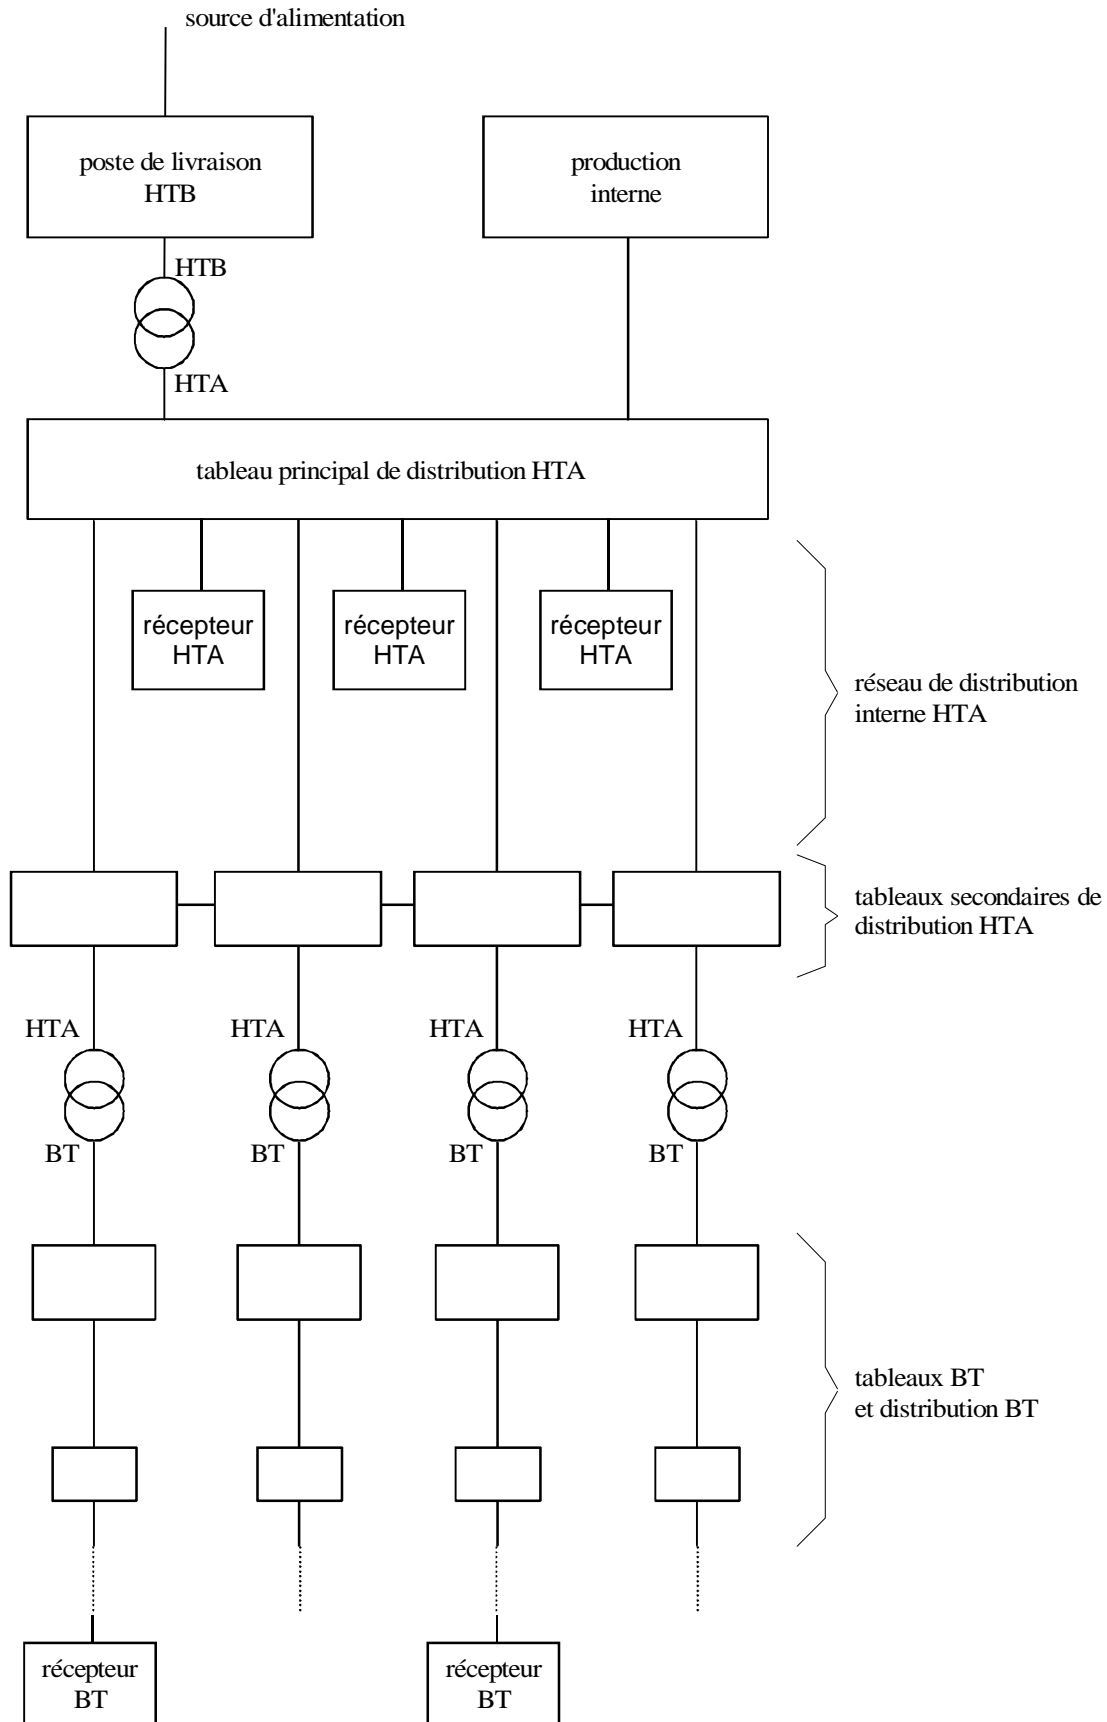 source d'alimentation
poste de livraison
HTB
production
interne
HTB
HTA
tableau principal de distribution HTA
récepteur
HTA
récepteur
HTA
récepteur
HTA
réseau de distribution
interne HTA
tableaux secondaires de
distribution HTA
HTA
HTA
HTA
HTA
BT
BT
BT
BT
tableaux BT
et distribution BT
récepteur
BT
récepteur
BT